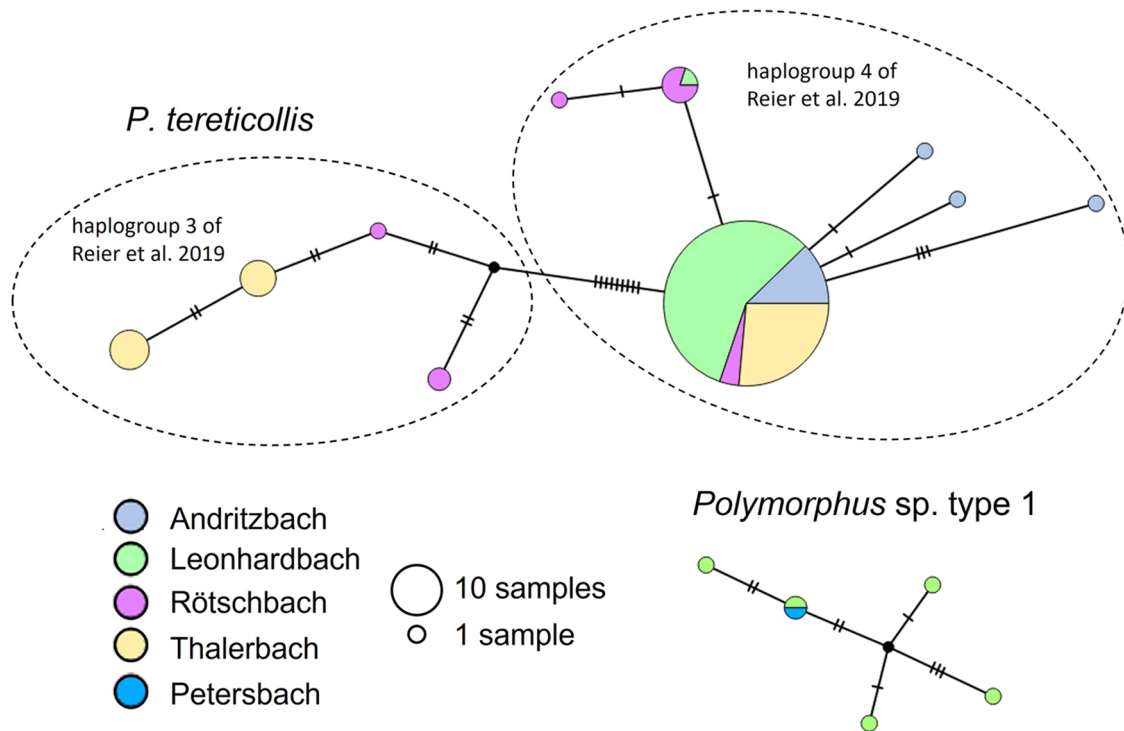 P. tereticollis
haplogroup 3 of
Reier et al. 2019
haplogroup 4 of
Reier et al. 2019
Andritzbach
Leonhardbach
Rötschbach
Thalerbach
Petersbach
10 samples
1 sample
Polymorphus sp. type 1